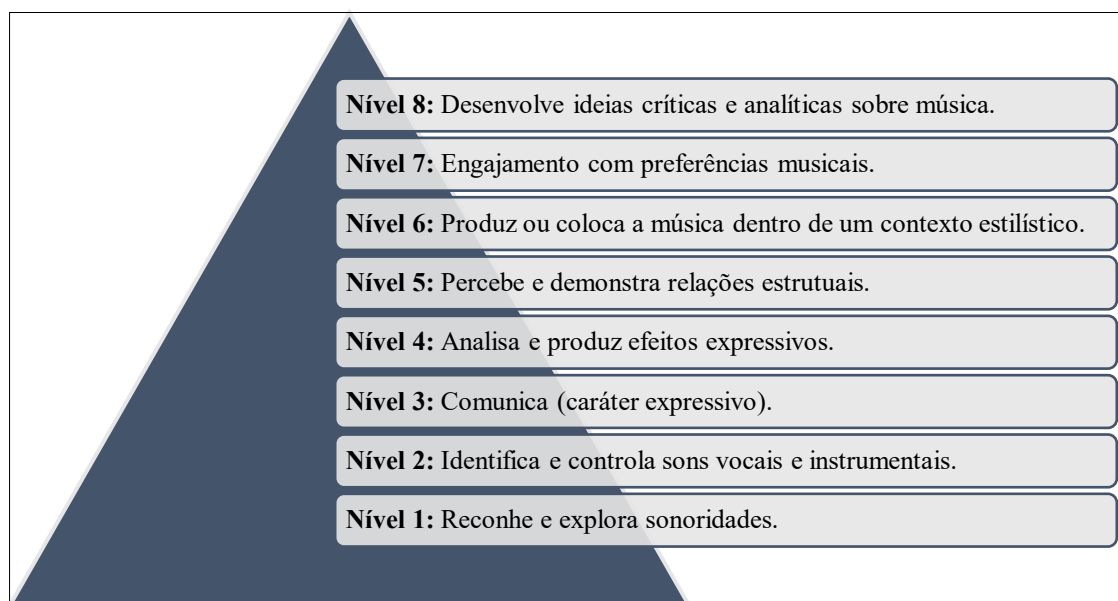 Nível 8: Desenvolve ideias críticas e analíticas sobre música.
Nível 7: Engajamento com preferências musicais.
Nível 6: Produz ou coloca a música dentro de um contexto estilístico.
Nível 5: Percebe e demonstra relações estrutuais.
Nível 4: Analisa e produz efeitos expressivos.
Nível 3: Comunica (caráter expressivo).
Nível 2: Identifica e controla sons vocais e instrumentais.
Nível 1: Reconhe e explora sonoridades.